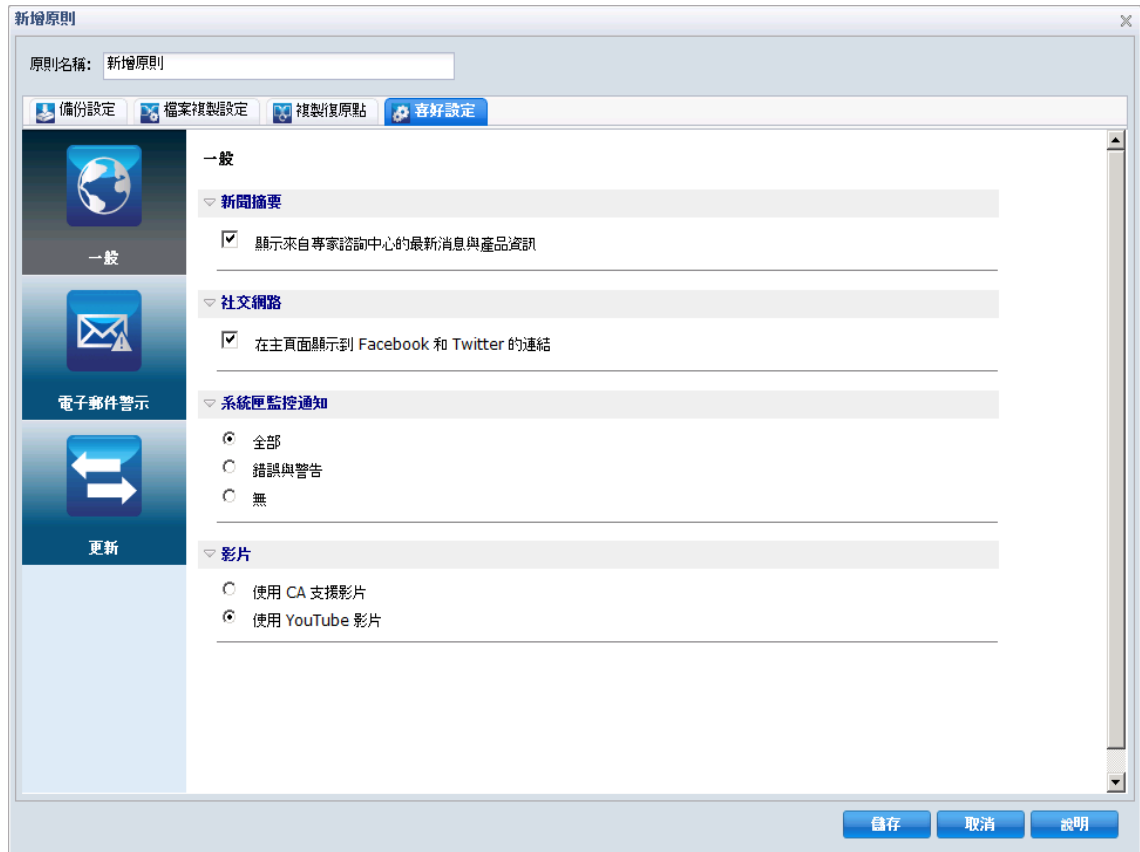 新增原則
原則名稱: 新增原則
備份設定 檔案複製設定 複製復原點 喜好設定
一般
一般
新聞摘要
顯示來自專家諮詢中心的最新消息與產品資訊
社交網路
在主頁面顯示到 Facebook 和 Twitter 的連結
電子郵件警示
系統匣監控通知
全部
錯誤與警告
無
更新
影片
使用 CA 支援影片
使用 YouTube 影片
儲存 取消 說明